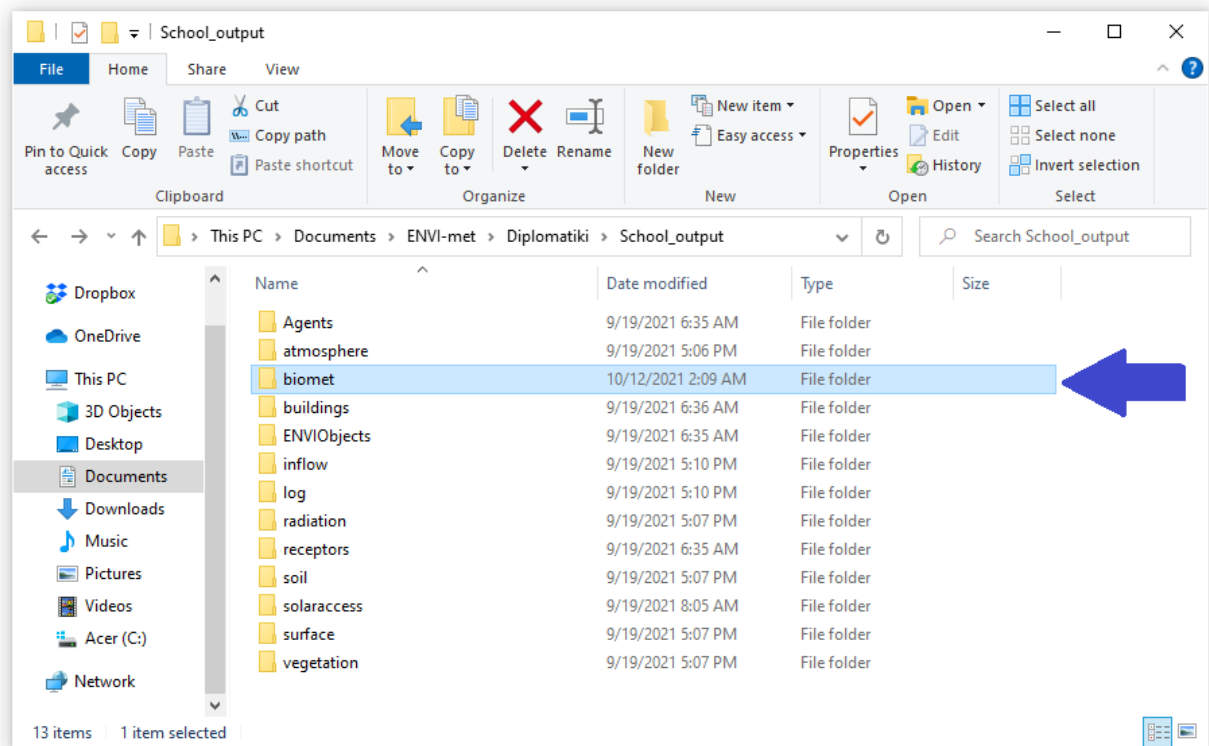 School_output
File Home Share View
Pin to Quick access
Copy
Paste
Cut
Copy path
Paste shortcut
Move to
Copy to
Delete
Rename
New folder
New item
Easy access
Properties
Open
Edit
History
Select all
Select none
Invert selection
Clipboard Organize New Open Select
This PC > Documents > ENVI-met > Diplomatiki > School_output
Search School_output
Dropbox
OneDrive
This PC
3D Objects
Desktop
Documents
Downloads
Music
Pictures
Videos
Acer (C:)
Network
Name Date modified Type Size
Agents 9/19/2021 6:35 AM File folder
atmosphere 9/19/2021 5:06 PM File folder
biomet 10/12/2021 2:09 AM File folder
buildings 9/19/2021 6:36 AM File folder
ENVIObjects 9/19/2021 6:35 AM File folder
inflow 9/19/2021 5:10 PM File folder
log 9/19/2021 5:10 PM File folder
radiation 9/19/2021 5:07 PM File folder
receptors 9/19/2021 6:35 AM File folder
soil 9/19/2021 5:07 PM File folder
solaraccess 9/19/2021 8:05 AM File folder
surface 9/19/2021 5:07 PM File folder
vegetation 9/19/2021 5:07 PM File folder
13 items 1 item selected